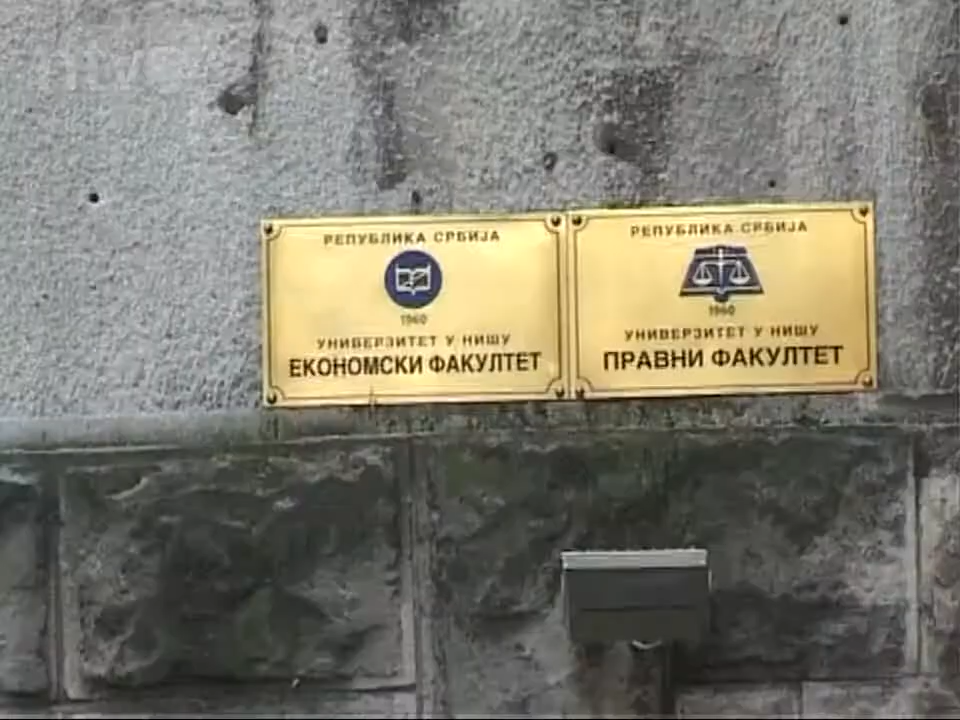 РЕПУБЛИКА СРБИЈА
1960
УНИВЕРЗИТЕТ У НИШУ
ЕКОНОМСКИ ФАКУЛТЕТ
РЕПУБЛИКА СРБИЈА
1960
УНИВЕРЗИТЕТ У НИШУ
ПРАВНИ ФАКУЛТЕТ